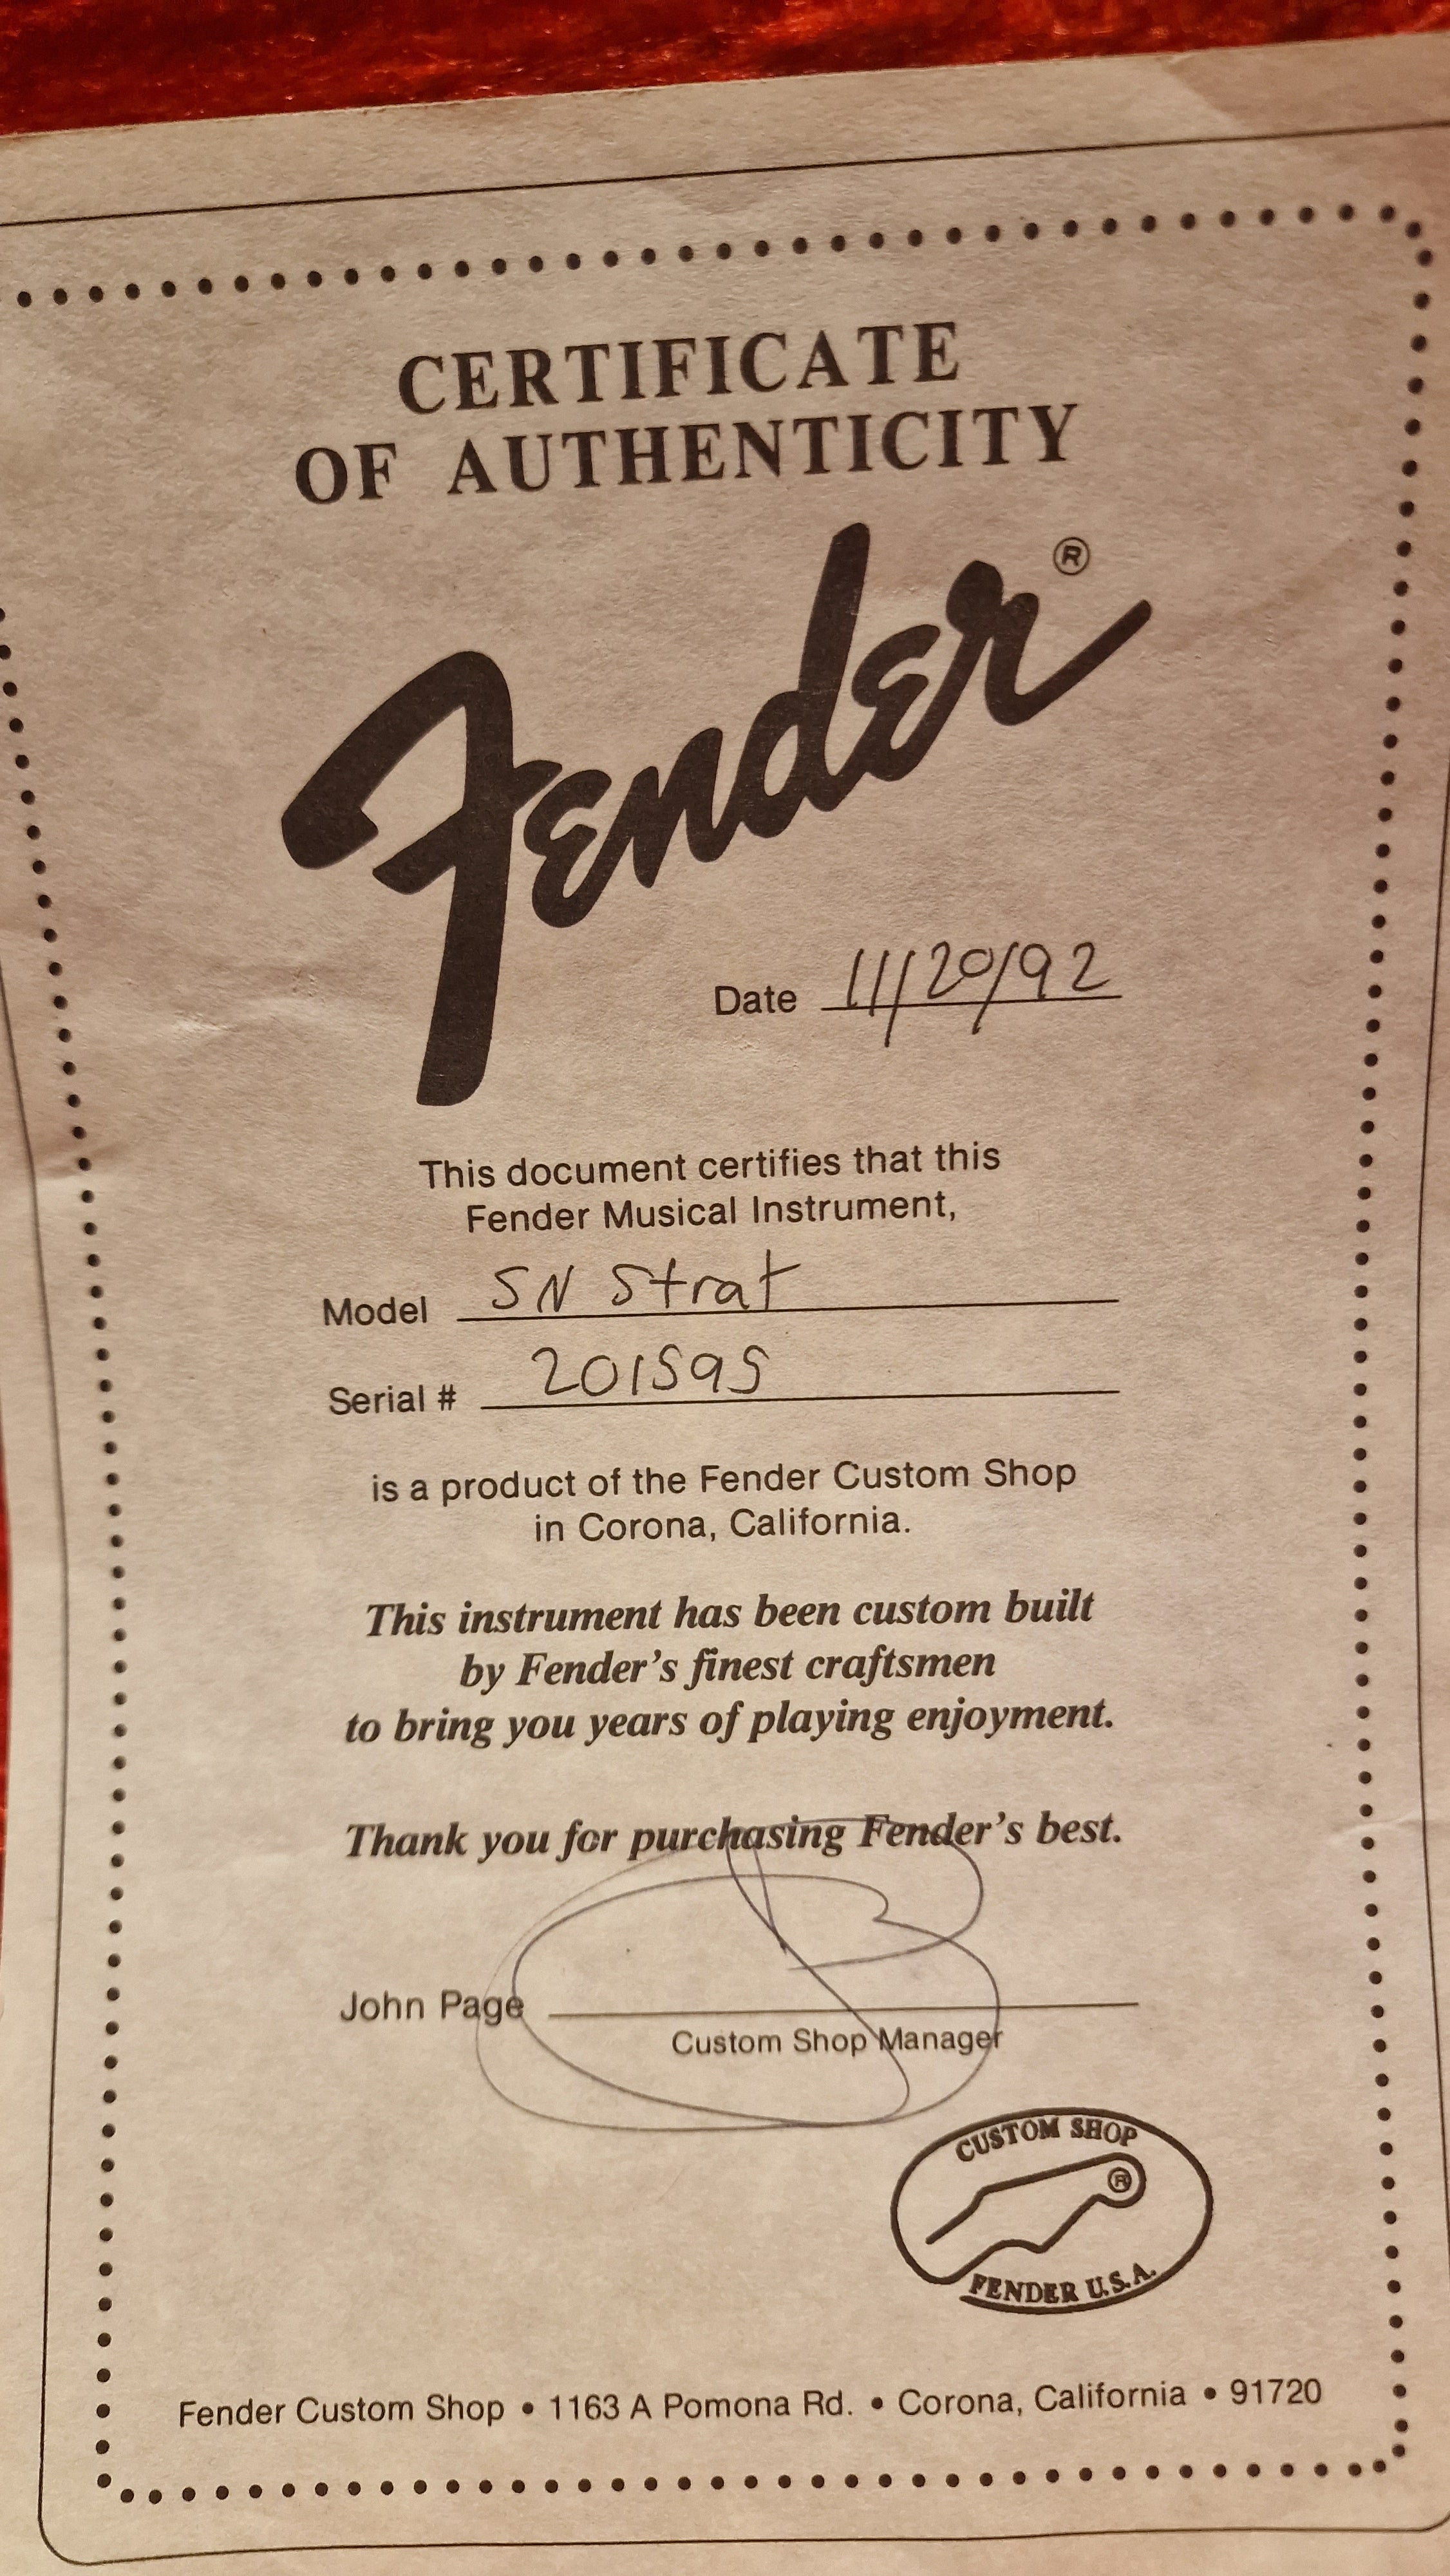 CERTIFICATE
OF AUTHENTICITY
Fender®
Date 11/20/92
This document certifies that this
Fender Musical Instrument,
Model SN Strat
Serial # 201595
is a product of the Fender Custom Shop
in Corona, California.
This instrument has been custom built
by Fender's finest craftsmen
to bring you years of playing enjoyment.
Thank you for purchasing Fender's best.
John Page
Custom Shop Manager
CUSTOM SHOP
®
FENDER U.S.A.
Fender Custom Shop • 1163 A Pomona Rd. • Corona, California • 91720